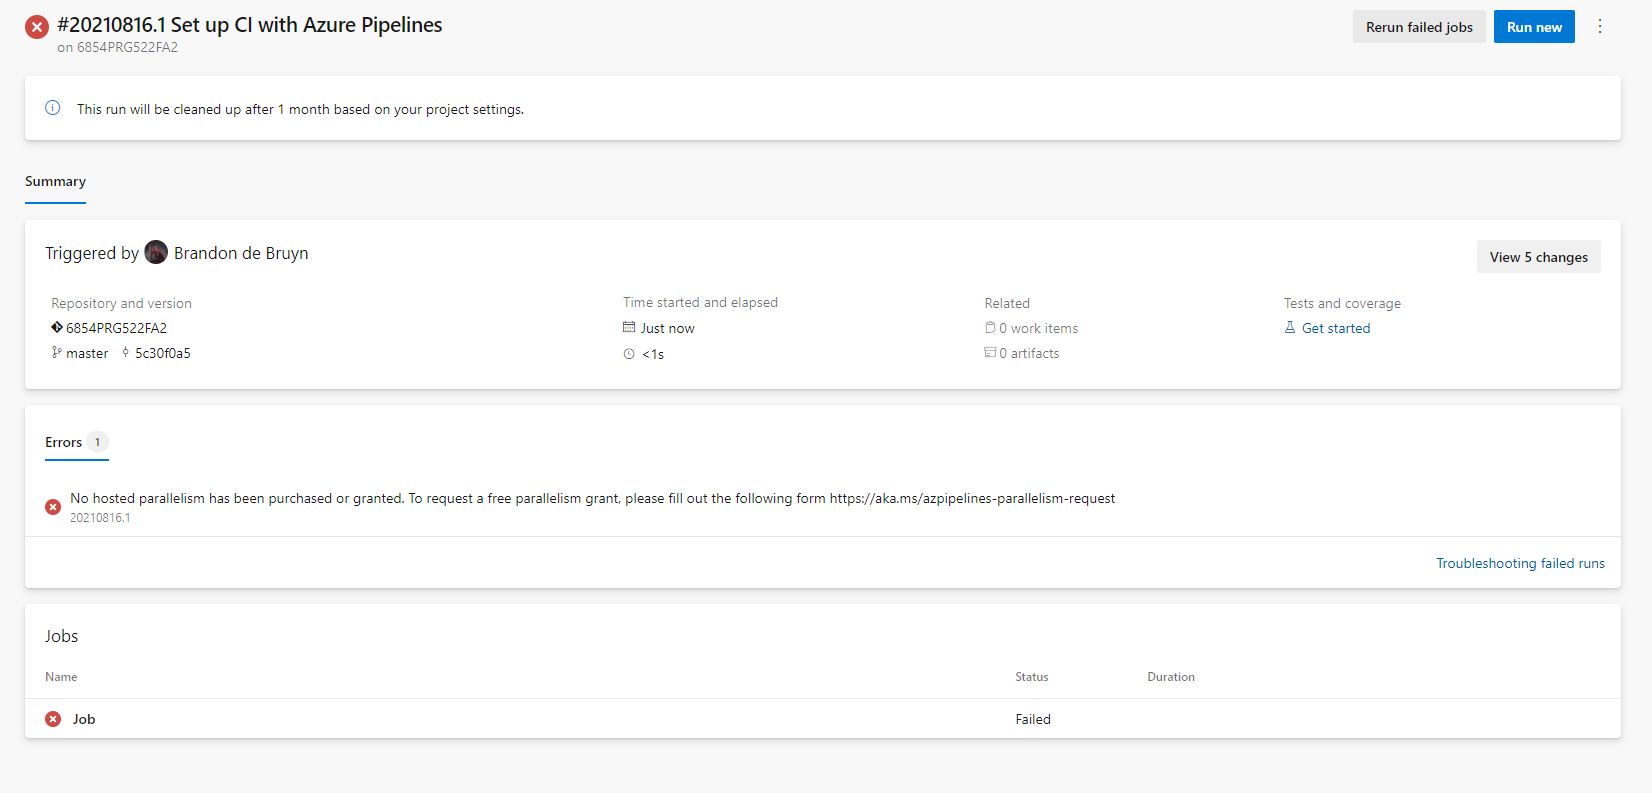 #20210816.1 Set up CI with Azure Pipelines
on 6854PRG522FA2
Rerun failed jobs
Run new
This run will be cleaned up after 1 month based on your project settings.
Summary
Triggered by Brandon de Bruyn
View 5 changes
Repository and version
6854PRG522FA2
master 5c30f0a5
Time started and elapsed
Just now
<1s
Related
0 work items
0 artifacts
Tests and coverage
Get started
Errors 1
No hosted parallelism has been purchased or granted. To request a free parallelism grant, please fill out the following form https://aka.ms/azpipelines-parallelism-request
20210816.1
Troubleshooting failed runs
Jobs
Name Status Duration
Job Failed